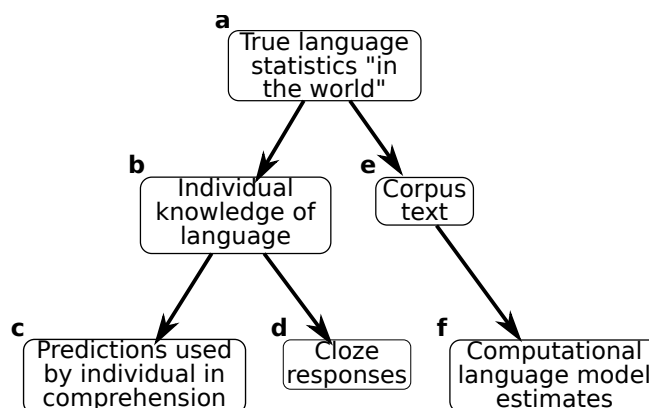 a
True language
statistics "in
the world"
b
Individual
knowledge of
language
e
Corpus
text
c
Predictions used
by individual in
comprehension
d
Cloze
responses
f
Computational
language model
estimates